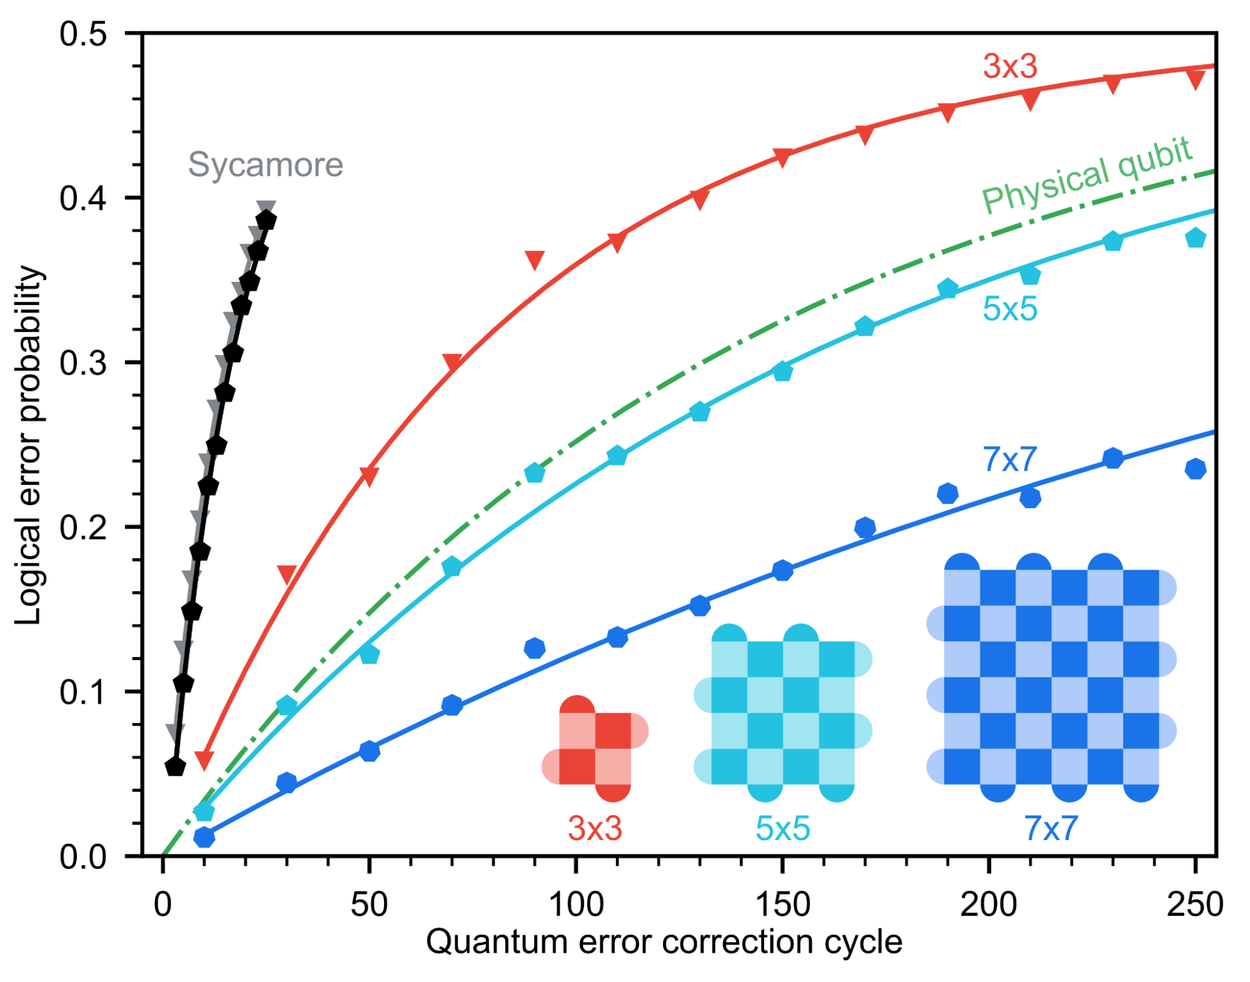 0.5
0.4
0.3
0.2
0.1
0.0
Logical error probability
Sycamore
3x3
Physical qubit
5x5
7x7
3x3
5x5
7x7
0
50
100
150
200
250
Quantum error correction cycle